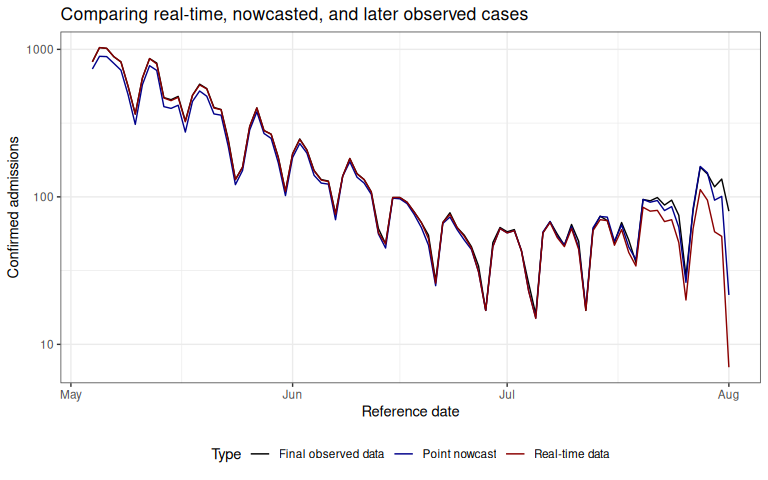 Comparing real-time, nowcasted, and later observed cases
Confirmed admissions
1000
100
10
May
Jun
Jul
Aug
Reference date
Type
Final observed data
Point nowcast
Real-time data